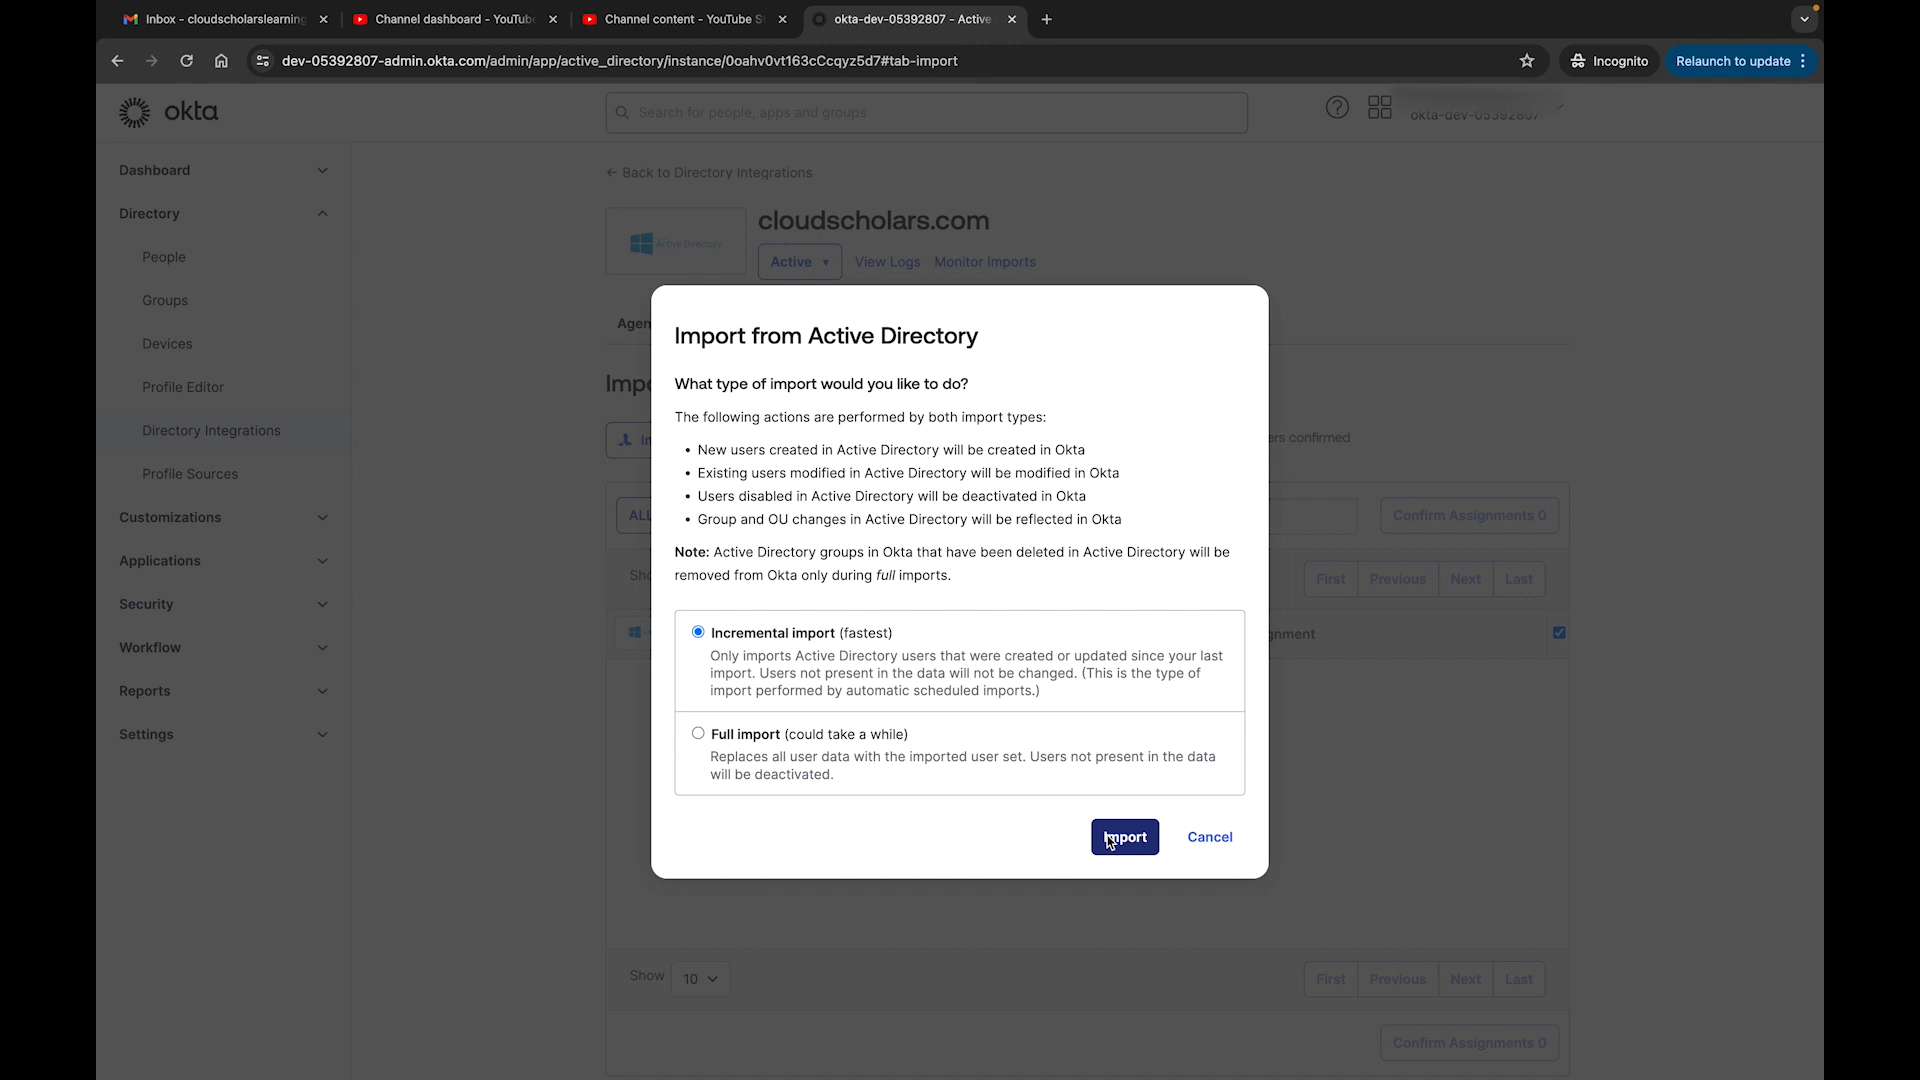 Inbox - cloudscholarslearning
Channel dashboard - YouTube
Channel content - YouTube S
okta-dev-05392807 - Active
dev-05392807-admin.okta.com/admin/app/active_directory/instance/0oahv0vt163cCcqyz5d7#tab-import
Incognito
Relaunch to update
okta
Search for people, apps and groups
okta-dev-05392807
Dashboard
Directory
People
Groups
Devices
Profile Editor
Directory Integrations
Profile Sources
Customizations
Applications
Security
Workflow
Reports
Settings
← Back to Directory Integrations
Active Directory
cloudscholars.com
Active
View Logs
Monitor Imports
Agen
Impo
ers confirmed
ALL
Confirm Assignments 0
First Previous Next Last
gnment
Import from Active Directory
What type of import would you like to do?
The following actions are performed by both import types:
• New users created in Active Directory will be created in Okta
• Existing users modified in Active Directory will be modified in Okta
• Users disabled in Active Directory will be deactivated in Okta
• Group and OU changes in Active Directory will be reflected in Okta
Note: Active Directory groups in Okta that have been deleted in Active Directory will be
removed from Okta only during full imports.
Incremental import (fastest)
Only imports Active Directory users that were created or updated since your last
import. Users not present in the data will not be changed. (This is the type of
import performed by automatic scheduled imports.)
Full import (could take a while)
Replaces all user data with the imported user set. Users not present in the data
will be deactivated.
Import
Cancel
Show 10
First Previous Next Last
Confirm Assignments 0